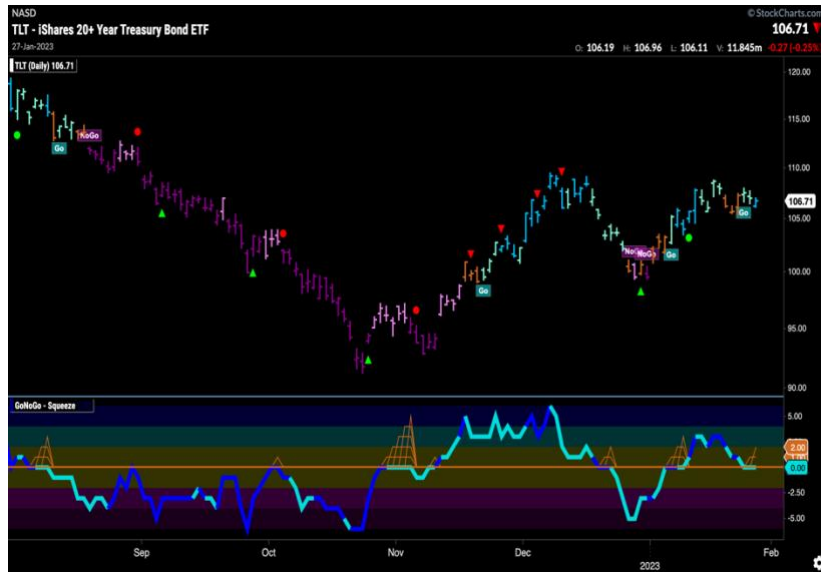 NASD
© StockCharts.com
TLT - iShares 20+ Year Treasury Bond ETF
106.71
27-Jan-2023
O: 106.19 H: 106.96 L: 106.11 V: 11.845m -0.27 (-0.25%
TLT (Daily) 106.71
120.00
115.00
NoGo
Go
110.00
106.71
105.00
Go
NoGo
NoGo
Go
100.00
Go
95.00
90.00
GoNoGo - Squeeze
5.00
2.00
0.00
-2.50
-5.00
Sep
Oct
Nov
Dec
2023
Feb